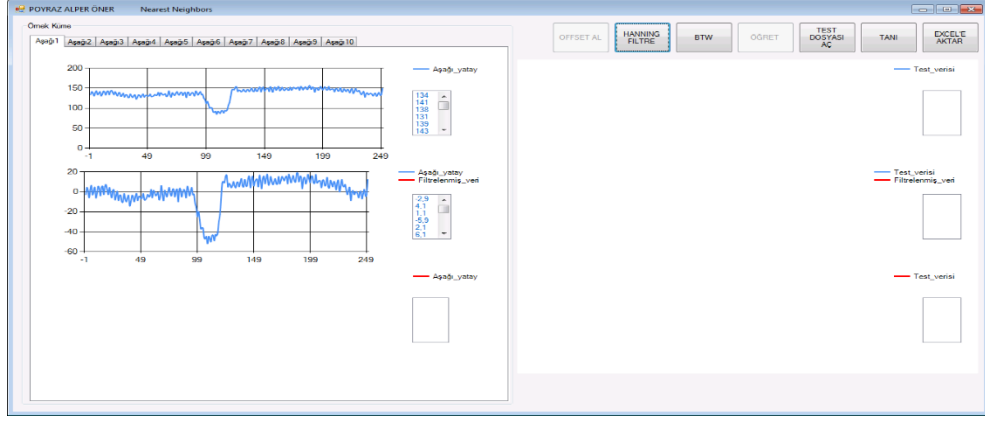 POYRAZ ALPER ÖNER Nearest Neighbors
Örnek Küme
Aşağı1 Aşağı2 Aşağı3 Aşağı4 Aşağı5 Aşağı6 Aşağı7 Aşağı8 Aşağı9 Aşağı10
OFFSET AL
HANNING
FİLTRE
BTW
ÖĞRET
TEST
DOSYASI
AÇ
TANI
EXCEL'E
AKTAR
200
150
100
50
0
-1 49 99 149 199 249
Aşağı_yatay
134
141
138
131
139
143
Test_verisi
20
0
-20
-40
-60
-1 49 99 149 199 249
Aşağı_yatay
Filtrelenmiş_veri
-2,9
4,1
1,1
-5,9
2,1
6,1
Test_verisi
Filtrelenmiş_veri
Aşağı_yatay
Test_verisi